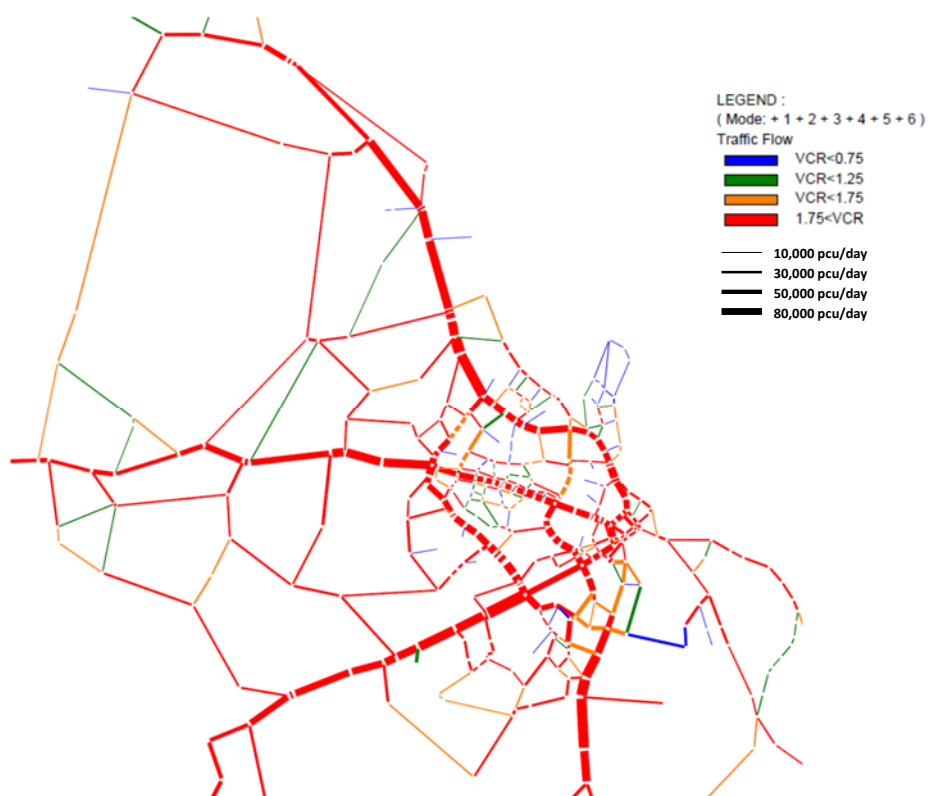 LEGEND :
( Mode: + 1 + 2 + 3 + 4 + 5 + 6 )
Traffic Flow
VCR<0.75
VCR<1.25
VCR<1.75
1.75<VCR
10,000 pcu/day
30,000 pcu/day
50,000 pcu/day
80,000 pcu/day